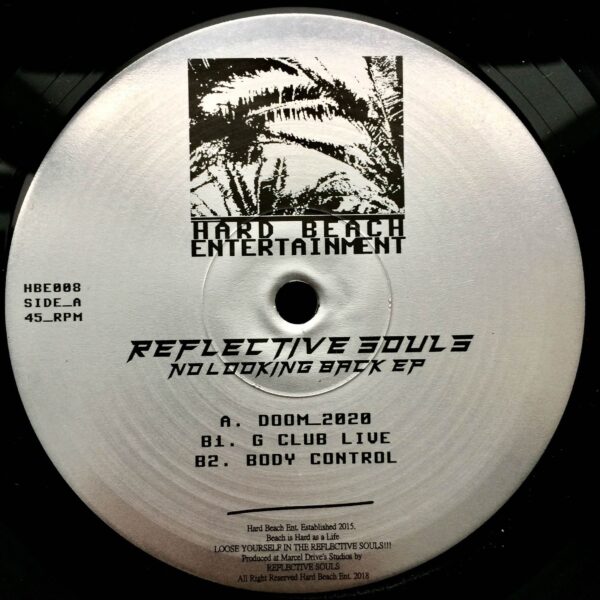 HARD BEACH
ENTERTAINMENT
HBE008
SIDE_A
45_RPM
REFLECTIVE SOULS
NO LOOKING BACK EP
A. DOOM_2020
B1. G CLUB LIVE
B2. BODY CONTROL
Hard Beach Ent. Established 2015.
Beach is Hard as a Life
LOOSE YOURSELF IN THE REFLECTIVE SOULS!!!
Produced at Marcel Drive's Studios by
REFLECTIVE SOULS
All Right Reserved Hard Beach Ent. 2018